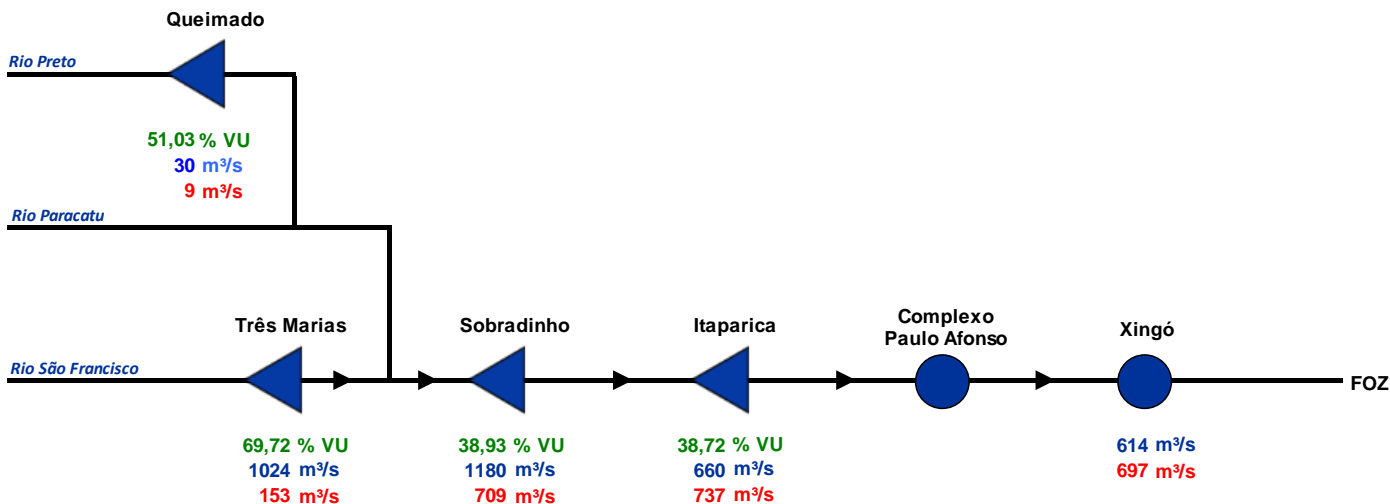 Queimado
Rio Preto
51,03 % VU
30 m³/s
9 m³/s
Rio Paracatu
Três Marias
Sobradinho
Itaparica
Complexo
Paulo Afonso
Xingó
Rio São Francisco
FOZ
69,72 % VU
1024 m³/s
153 m³/s
38,93 % VU
1180 m³/s
709 m³/s
38,72 % VU
660 m³/s
737 m³/s
614 m³/s
697 m³/s